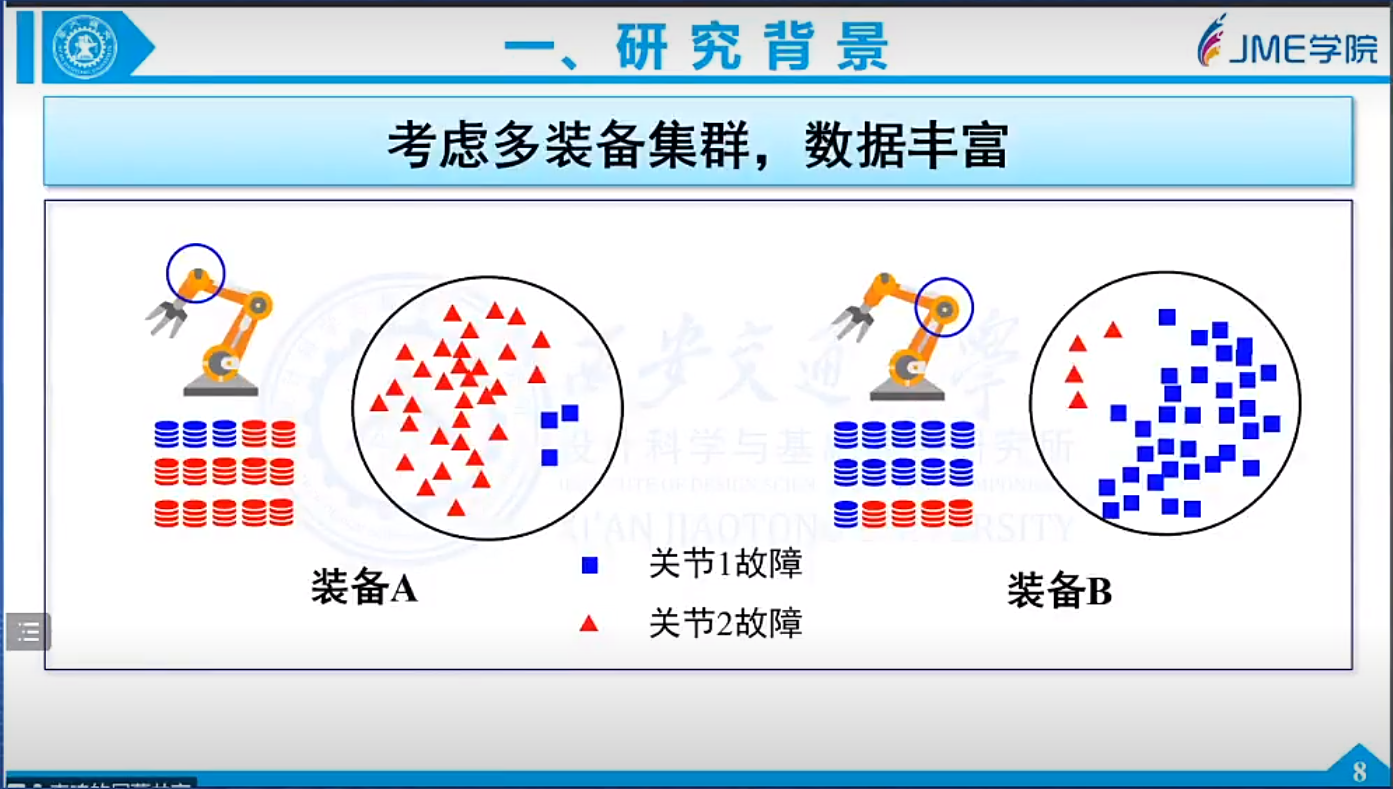 一、研究背景
JME学院
考虑多装备集群，数据丰富
西安交通大学
设计科学与基
研究所
XI'AN JIAOTONG UNIVERSITY
关节1故障
装备A
装备B
关节2故障
8